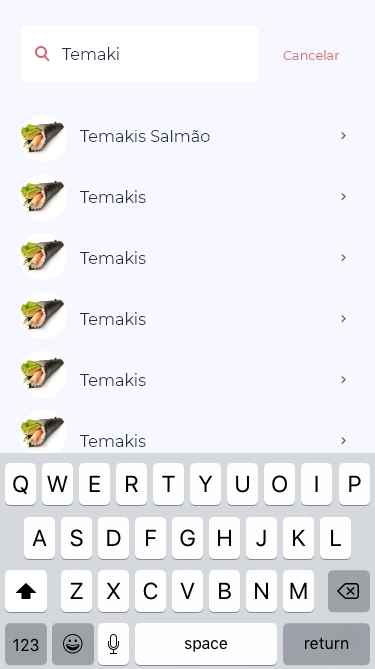 Temaki
Cancelar
Temakis Salmão
Temakis
Temakis
Temakis
Temakis
Temakis
Q W E R T Y U O I P
A S D F G H J K L
Z X C V B N M
123 space return